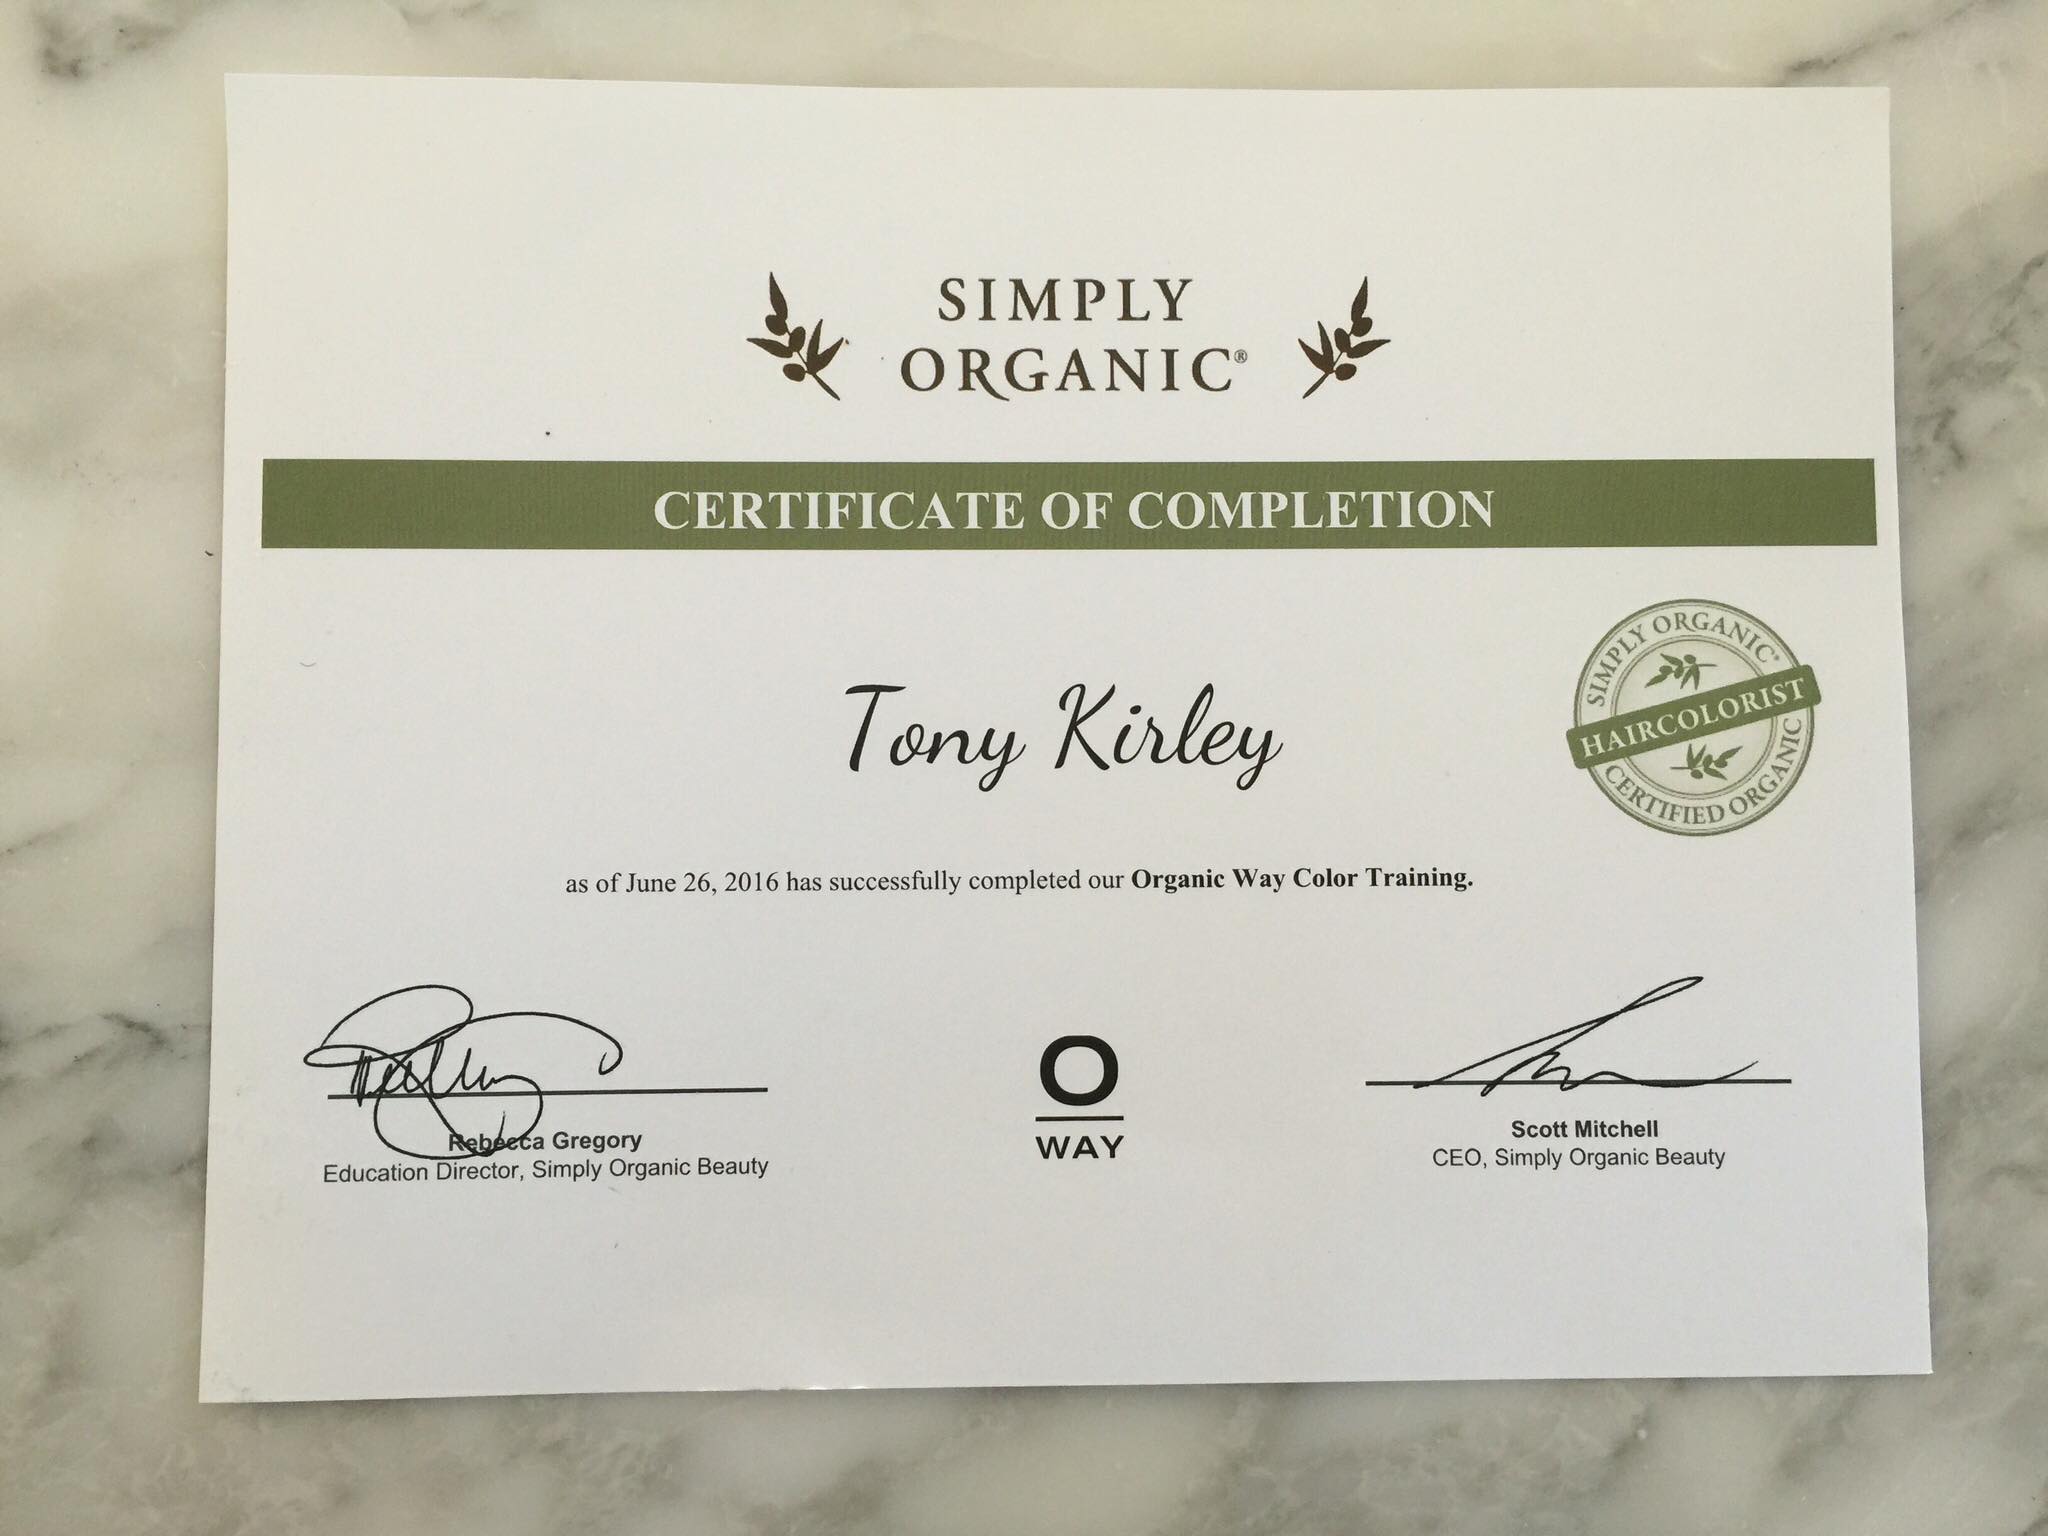 SIMPLY
ORGANIC®
CERTIFICATE OF COMPLETION
SIMPLY ORGANIC®
HAIRCOLORIST
CERTIFIED ORGANIC
Tony Kirley
as of June 26, 2016 has successfully completed our Organic Way Color Training.
Rebecca Gregory
Education Director, Simply Organic Beauty
O
WAY
Scott Mitchell
CEO, Simply Organic Beauty